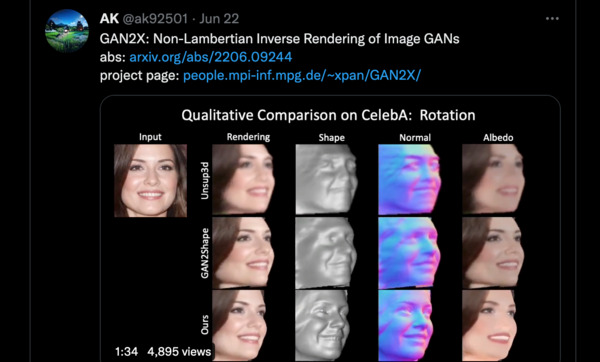 AK @ak92501 · Jun 22
GAN2X: Non-Lambertian Inverse Rendering of Image GANs
abs: arxiv.org/abs/2206.09244
project page: people.mpi-inf.mpg.de/~xpan/GAN2X/
Qualitative Comparison on CelebA: Rotation
Input Rendering Shape Normal Albedo
Unsup3d
GAN2Shape
Ours
1:34 4,895 views